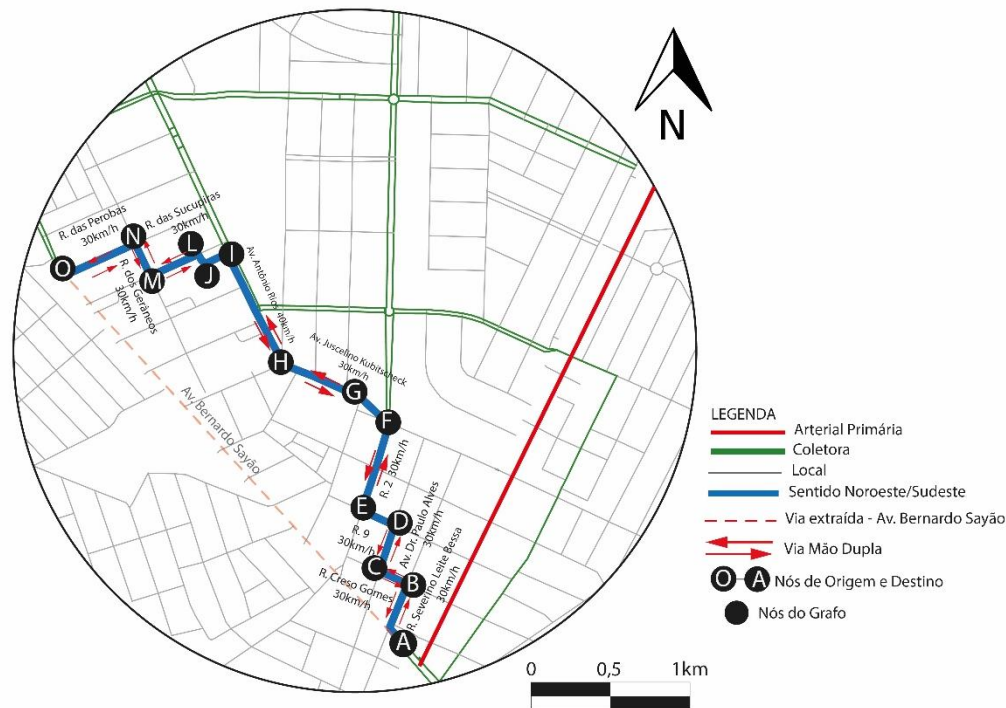 N
R. das Perobas
30km/h
R. das Sucupiras
30km/h
N
L
I
O
M
J
R. dos Gerâneos
30km/h
Av. Antônio Rios 40km/h
H
Av. Juscelino Kubitscheck
30km/h
G
F
Av. Bernardo Sayão
R. 2 30km/h
E
D
R. 9
30km/h
Av. Dr. Paulo Alves
30km/h
C
B
R. Creso Gomes
30km/h
R. Severino Leite Bessa
30km/h
A
LEGENDA
Arterial Primária
Coletora
Local
Sentido Noroeste/Sudeste
Via extraída - Av. Bernardo Sayão
Via Mão Dupla
O A Nós de Origem e Destino
Nós do Grafo
0 0,5 1km